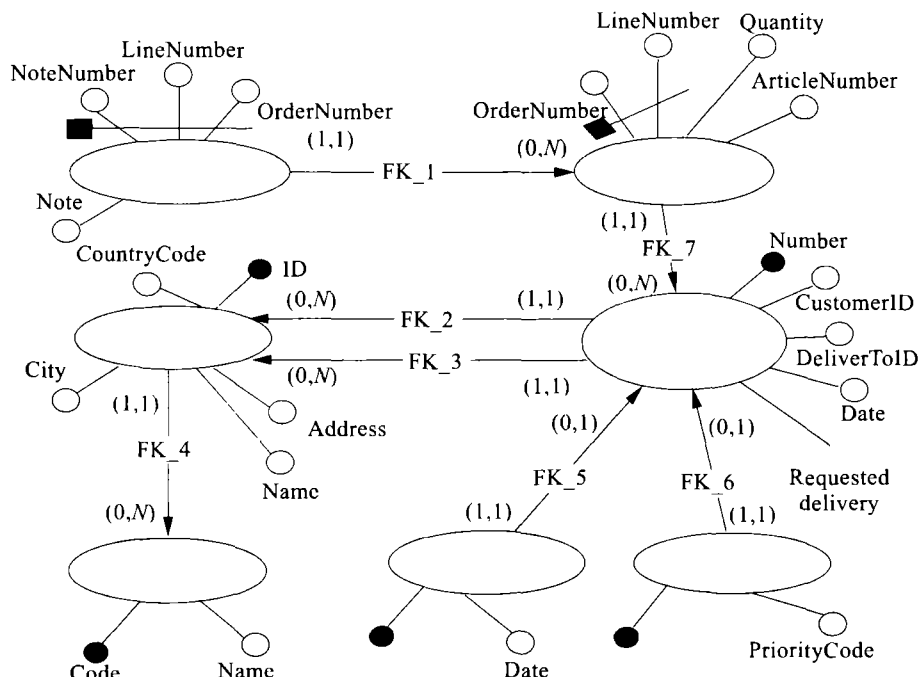 LineNumber
NoteNumber
OrderNumber
(1,1)
FK_1
(0,N)
Note
LineNumber
Quantity
ArticleNumber
OrderNumber
(1,1)
FK_7
(0,N)
Number
CustomerID
DeliverToID
Date
Requested
delivery
CountryCode
ID
(0,N)
FK_2
(1,1)
(0,N)
FK_3
(1,1)
City
Address
Name
(1,1)
FK_4
(0,N)
(0,1)
FK_5
(1,1)
(0,1)
FK_6
(1,1)
Code
Name
Date
PriorityCode